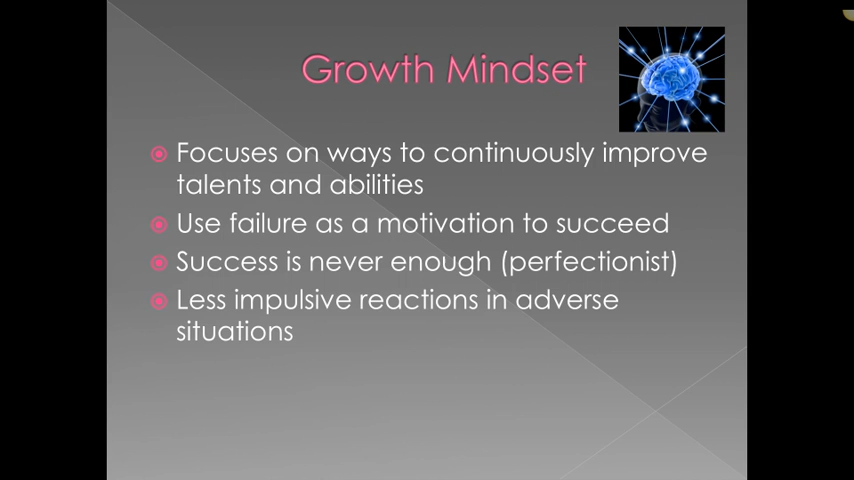 Growth Mindset
Focuses on ways to continuously improve
talents and abilities
Use failure as a motivation to succeed
Success is never enough (perfectionist)
Less impulsive reactions in adverse
situations